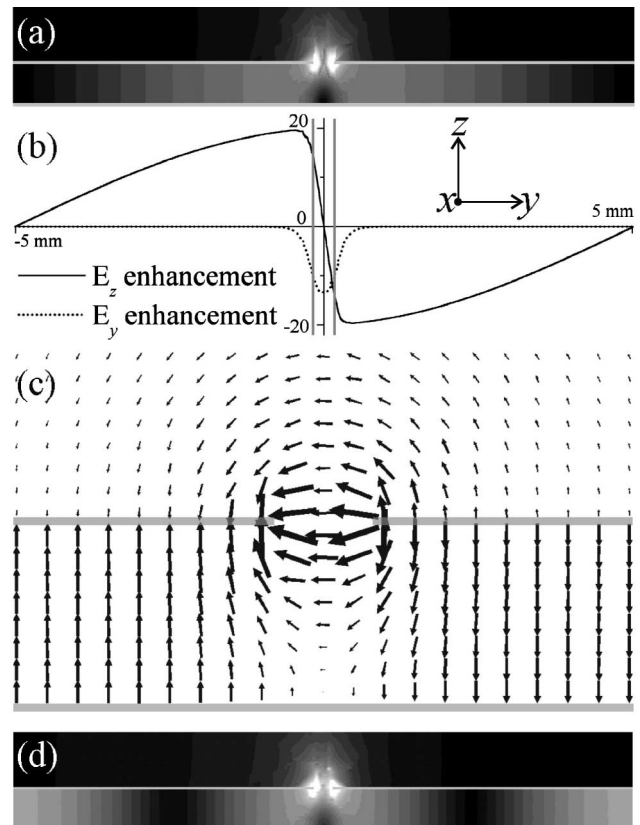 (a)
(b)
20
z
x
y
0
-5 mm
5 mm
E_z enhancement
E_y enhancement
-20
(c)
(d)